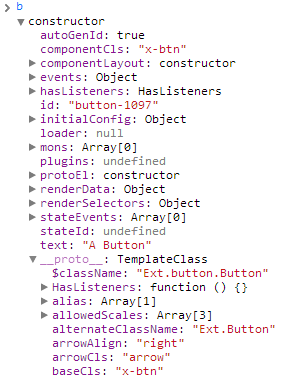 b
constructor
autoGenId: true
componentCls: "x-btn"
componentLayout: constructor
events: Object
hasListeners: HasListeners
id: "button-1097"
initialConfig: Object
loader: null
mons: Array[0]
plugins: undefined
protoEl: constructor
renderData: Object
renderSelectors: Object
stateEvents: Array[0]
stateId: undefined
text: "A Button"
__proto__: TemplateClass
$className: "Ext.button.Button"
HasListeners: function () {}
alias: Array[1]
allowedScales: Array[3]
alternateClassName: "Ext.Button"
arrowAlign: "right"
arrowCls: "arrow"
baseCls: "x-btn"